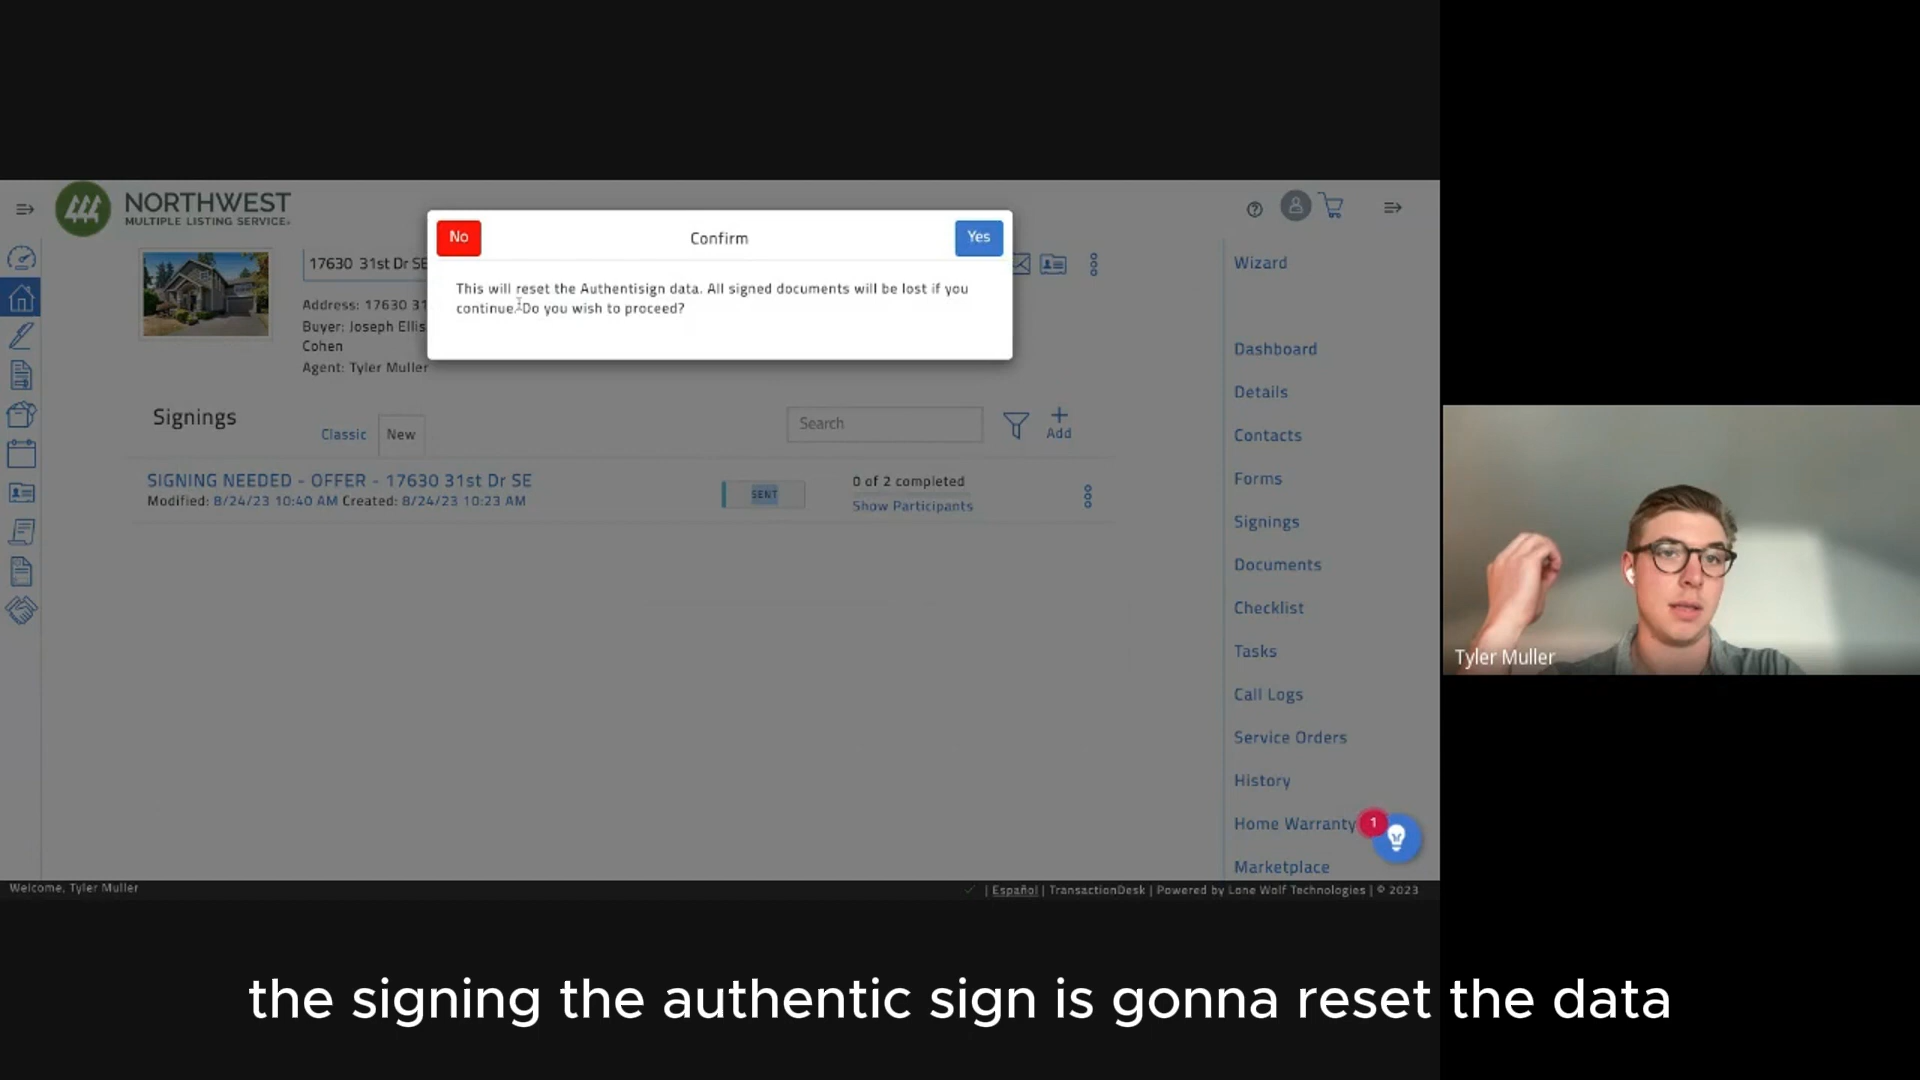 NORTHWEST
MULTIPLE LISTING SERVICE
No
Confirm
Yes
This will reset the Authentisign data. All signed documents will be lost if you
continue. Do you wish to proceed?
17630 31st Dr SE
Address: 17630 31
Buyer: Joseph Ellis
Cohen
Agent: Tyler Muller
Signings
Classic
New
Search
Add
SIGNING NEEDED - OFFER - 17630 31st Dr SE
Modified: 8/24/23 10:40 AM Created: 8/24/23 10:23 AM
SENT
0 of 2 completed
Show Participants
Wizard
Dashboard
Details
Contacts
Forms
Signings
Documents
Checklist
Tasks
Call Logs
Service Orders
History
Home Warranty
1
Marketplace
Tyler Muller
Welcome, Tyler Muller
| Español | TransactionDesk | Powered by Lone Wolf Technologies | © 2023
the signing the authentic sign is gonna reset the data